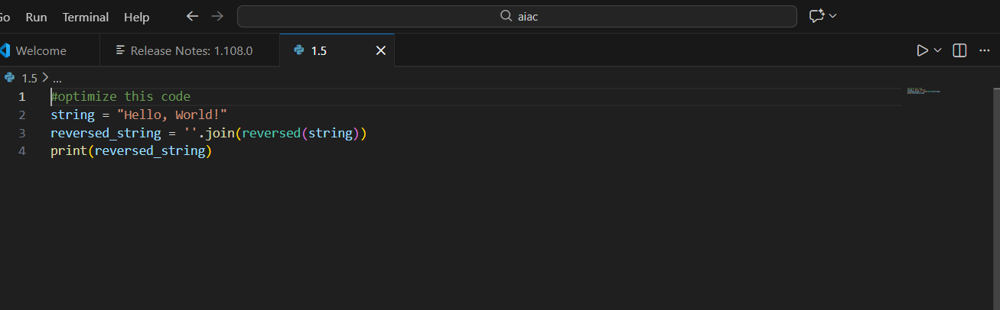 Run Terminal Help aiac
Welcome Release Notes: 1.108.0 1.5
1.5 > ...
1 #optimize this code
2 string = "Hello, World!"
3 reversed_string = ''.join(reversed(string))
4 print(reversed_string)